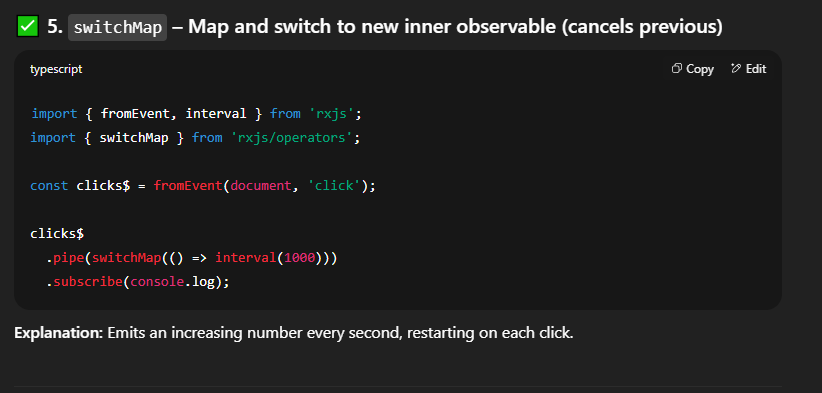 ✅ 5. switchMap – Map and switch to new inner observable (cancels previous)
typescript Copy Edit
import { fromEvent, interval } from 'rxjs';
import { switchMap } from 'rxjs/operators';
const clicks$ = fromEvent(document, 'click');
clicks$
.pipe(switchMap(() => interval(1000)))
.subscribe(console.log);
Explanation: Emits an increasing number every second, restarting on each click.